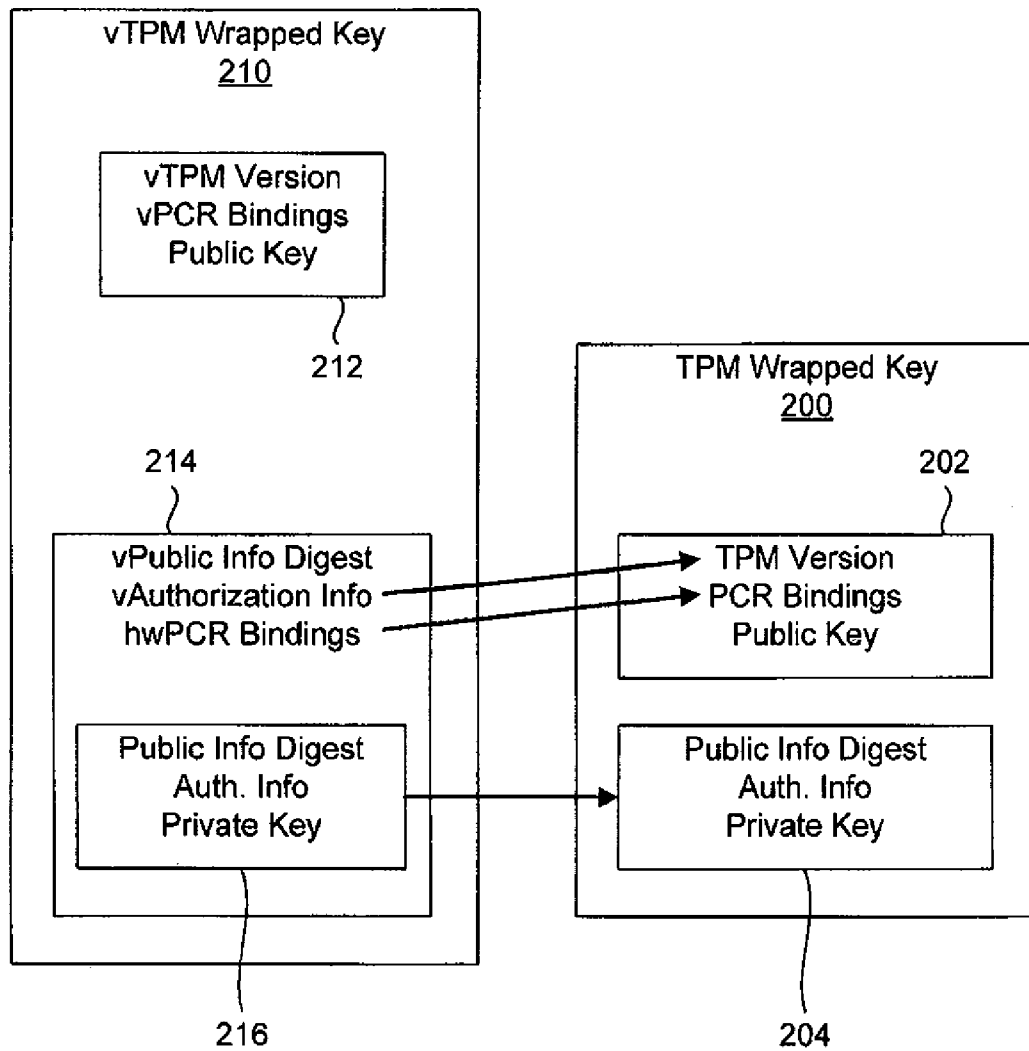 vTPM Wrapped Key
210
vTPM Version
vPCR Bindings
Public Key
212
214
vPublic Info Digest
vAuthorization Info
hwPCR Bindings
Public Info Digest
Auth. Info
Private Key
216
TPM Wrapped Key
200
202
TPM Version
PCR Bindings
Public Key
Public Info Digest
Auth. Info
Private Key
204